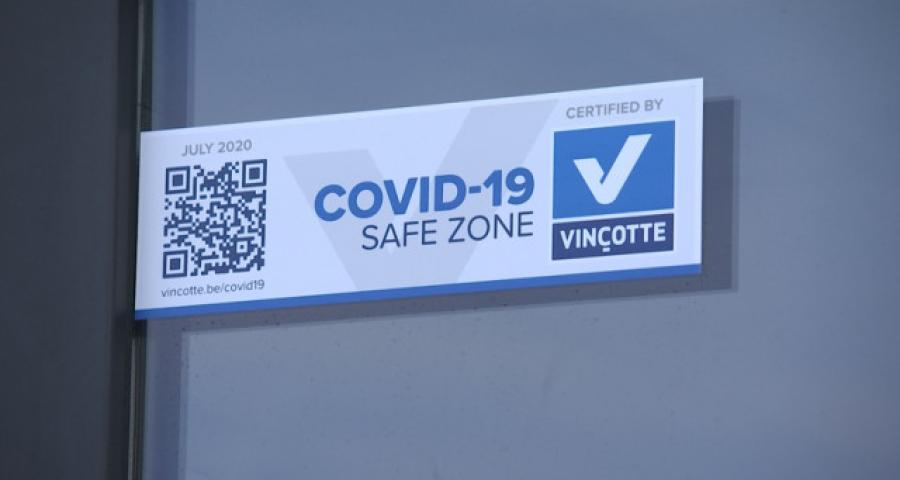 JULY 2020
vincotte.be/covid19
COVID-19
SAFE ZONE
CERTIFIED BY
VINÇOTTE